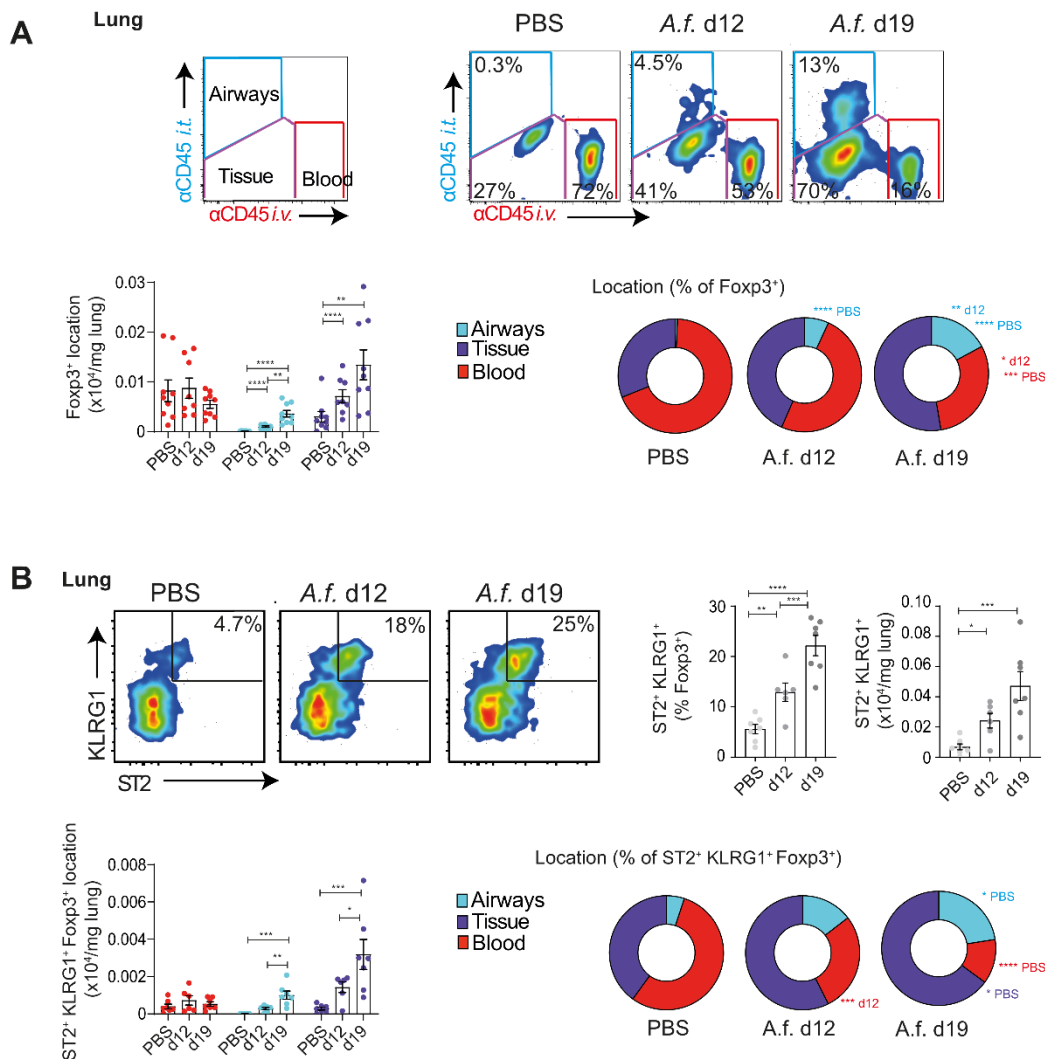 A
Lung
PBS
A.f. d12
A.f. d19
αCD45 i.t.
Airways
Tissue
Blood
αCD45 i.v.
αCD45 i.t.
0.3%
27%
72%
4.5%
41%
53%
13%
70%
16%
αCD45 i.v.
Foxp3⁺ location
(x10⁴/mg lung)
0.03
0.02
0.01
0
****
****
**
****
**
PBS
d12
d19
PBS
d12
d19
PBS
d12
d19
Location (% of Foxp3⁺)
Airways
Tissue
Blood
**** PBS
** d12
**** PBS
* d12
*** PBS
PBS
A.f. d12
A.f. d19
B
Lung
PBS
A.f. d12
A.f. d19
4.7%
18%
25%
KLRG1
ST2
ST2⁺ KLRG1⁺
(% Foxp3⁺)
30
20
10
0
****
**
***
PBS
d12
d19
ST2⁺ KLRG1⁺
(x10⁴/mg lung)
0.10
0.08
0.06
0.04
0.02
0
***
*
PBS
d12
d19
ST2⁺ KLRG1⁺ Foxp3⁺ location
(x10⁴/mg lung)
0.008
0.006
0.004
0.002
0
***
**
***
*
PBS
d12
d19
PBS
d12
d19
PBS
d12
d19
Location (% of ST2⁺ KLRG1⁺Foxp3⁺)
Airways
Tissue
Blood
*** d12
* PBS
**** PBS
* PBS
PBS
A.f. d12
A.f. d19